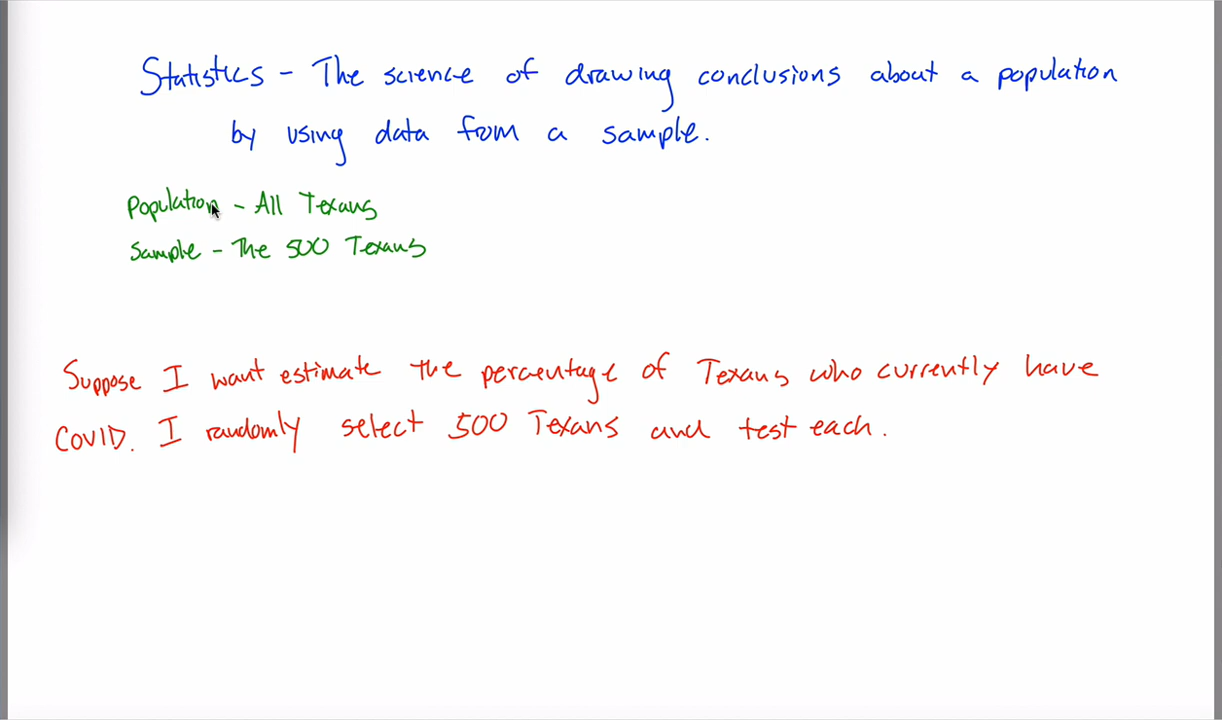 Statistics - The science of drawing conclusions about a population
by using data from a sample.
Population - All Texans
Sample - The 500 Texans
Suppose I want estimate the percentage of Texans who currently have
COVID. I randomly select 500 Texans and test each.